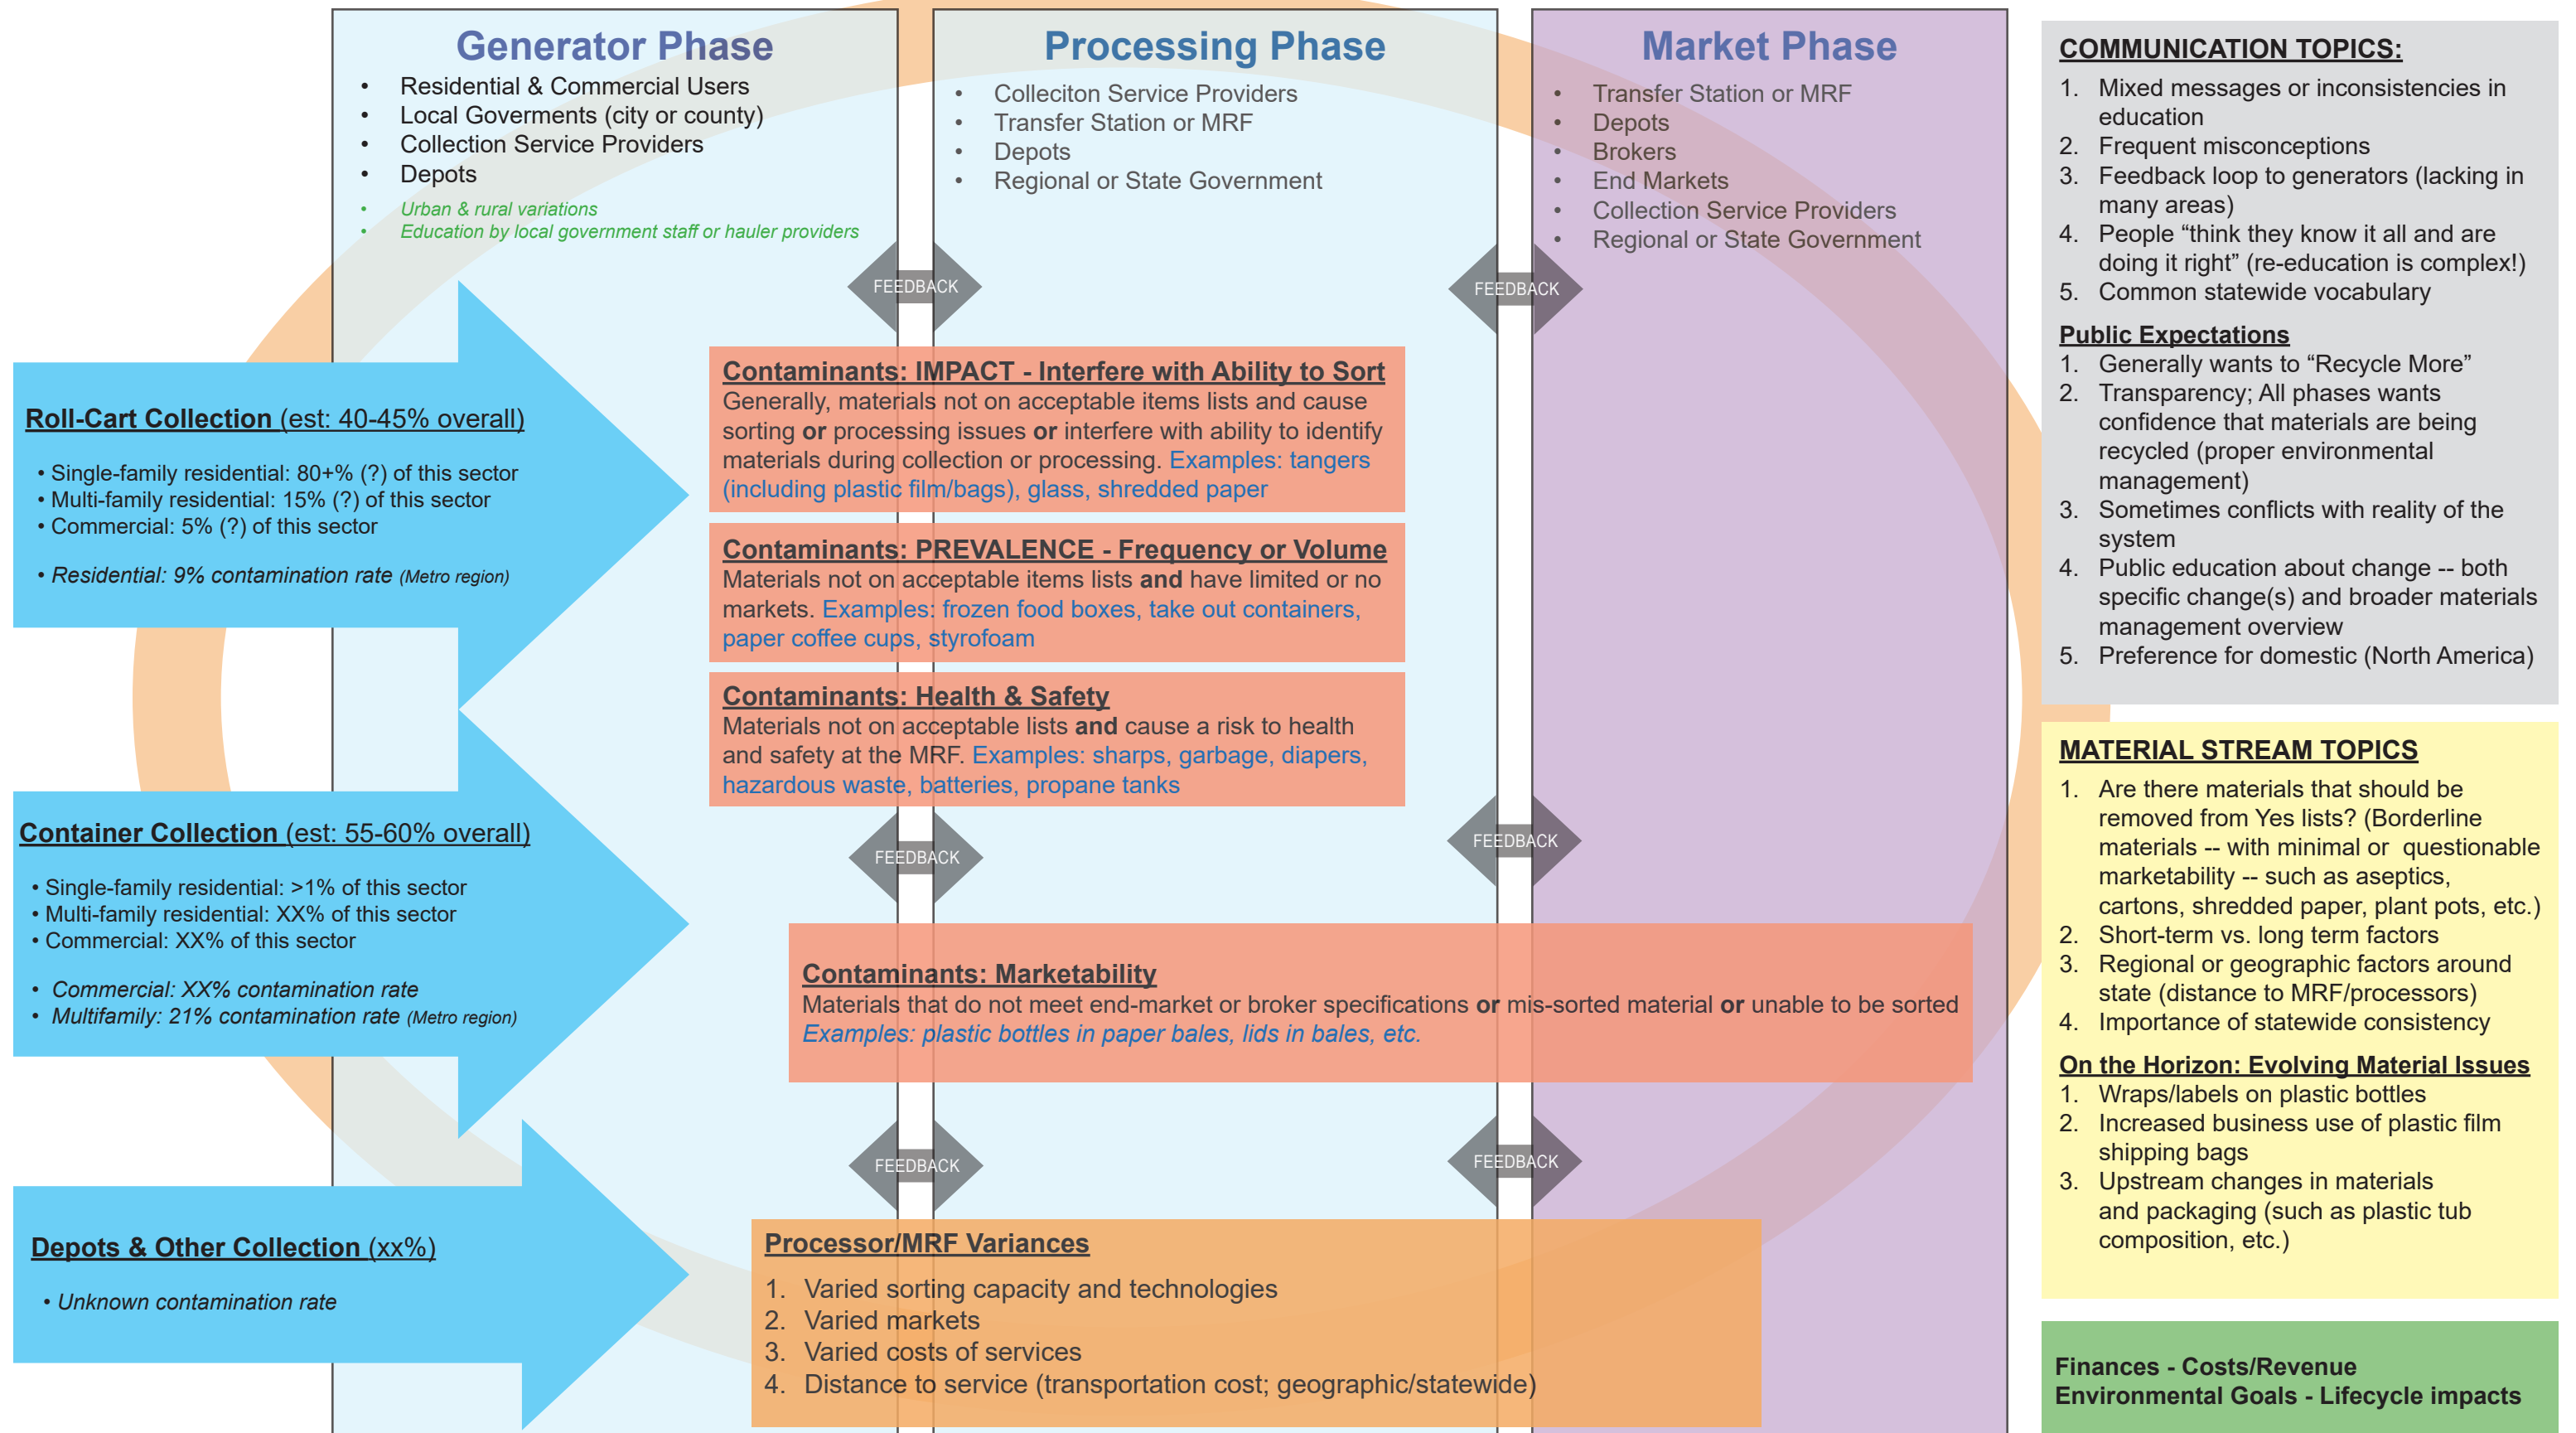 Generator Phase
• Residential & Commercial Users
• Local Goverments (city or county)
• Collection Service Providers
• Depots
• Urban & rural variations
• Education by local government staff or hauler providers
Processing Phase
• Colleciton Service Providers
• Transfer Station or MRF
• Depots
• Regional or State Government
Market Phase
• Transfer Station or MRF
• Depots
• Brokers
• End Markets
• Collection Service Providers
• Regional or State Government
FEEDBACK
FEEDBACK
Roll-Cart Collection (est: 40-45% overall)
• Single-family residential: 80+% (?) of this sector
• Multi-family residential: 15% (?) of this sector
• Commercial: 5% (?) of this sector
• Residential: 9% contamination rate (Metro region)
Contaminants: IMPACT - Interfere with Ability to Sort
Generally, materials not on acceptable items lists and cause
sorting or processing issues or interfere with ability to identify
materials during collection or processing. Examples: tangers
(including plastic film/bags), glass, shredded paper
Contaminants: PREVALENCE - Frequency or Volume
Materials not on acceptable items lists and have limited or no
markets. Examples: frozen food boxes, take out containers,
paper coffee cups, styrofoam
Contaminants: Health & Safety
Materials not on acceptable lists and cause a risk to health
and safety at the MRF. Examples: sharps, garbage, diapers,
hazardous waste, batteries, propane tanks
FEEDBACK
FEEDBACK
Container Collection (est: 55-60% overall)
• Single-family residential: >1% of this sector
• Multi-family residential: XX% of this sector
• Commercial: XX% of this sector
• Commercial: XX% contamination rate
• Multifamily: 21% contamination rate (Metro region)
Contaminants: Marketability
Materials that do not meet end-market or broker specifications or mis-sorted material or unable to be sorted
Examples: plastic bottles in paper bales, lids in bales, etc.
FEEDBACK
FEEDBACK
Depots & Other Collection (xx%)
• Unknown contamination rate
Processor/MRF Variances
1. Varied sorting capacity and technologies
2. Varied markets
3. Varied costs of services
4. Distance to service (transportation cost; geographic/statewide)
COMMUNICATION TOPICS:
1. Mixed messages or inconsistencies in
education
2. Frequent misconceptions
3. Feedback loop to generators (lacking in
many areas)
4. People “think they know it all and are
doing it right” (re-education is complex!)
5. Common statewide vocabulary
Public Expectations
1. Generally wants to “Recycle More”
2. Transparency; All phases wants
confidence that materials are being
recycled (proper environmental
management)
3. Sometimes conflicts with reality of the
system
4. Public education about change -- both
specific change(s) and broader materials
management overview
5. Preference for domestic (North America)
MATERIAL STREAM TOPICS
1. Are there materials that should be
removed from Yes lists? (Borderline
materials -- with minimal or questionable
marketability -- such as aseptics,
cartons, shredded paper, plant pots, etc.)
2. Short-term vs. long term factors
3. Regional or geographic factors around
state (distance to MRF/processors)
4. Importance of statewide consistency
On the Horizon: Evolving Material Issues
1. Wraps/labels on plastic bottles
2. Increased business use of plastic film
shipping bags
3. Upstream changes in materials
and packaging (such as plastic tub
composition, etc.)
Finances - Costs/Revenue
Environmental Goals - Lifecycle impacts